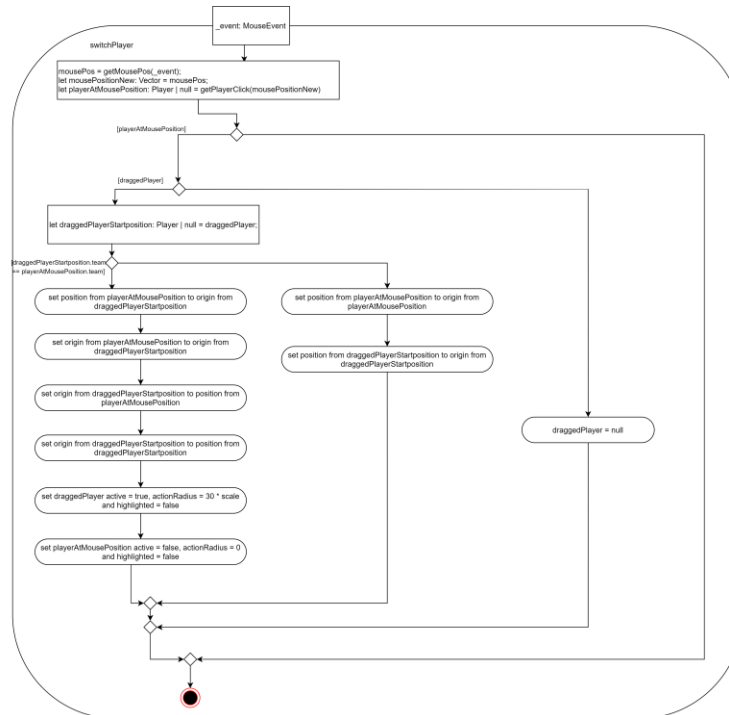 _event: MouseEvent
switchPlayer
mousePos = getMousePos(_event);
let mousePositionNew: Vector = mousePos;
let playerAtMousePosition: Player | null = getPlayerClick(mousePositionNew)
[playerAtMousePosition]
[draggedPlayer]
let draggedPlayerStartposition: Player | null = draggedPlayer;
[draggedPlayerStartposition.team
== playerAtMousePosition.team]
set position from playerAtMousePosition to origin from
draggedPlayerStartposition
set position from playerAtMousePosition to origin from
playerAtMousePosition
set origin from playerAtMousePosition to origin from
draggedPlayerStartposition
set position from draggedPlayerStartposition to origin from
draggedPlayerStartposition
set origin from draggedPlayerStartposition to position from
playerAtMousePosition
draggedPlayer = null
set origin from draggedPlayerStartposition to position from
draggedPlayerStartposition
set draggedPlayer active = true, actionRadius = 30 * scale
and highlighted = false
set playerAtMousePosition active = false, actionRadius = 0
and highlighted = false